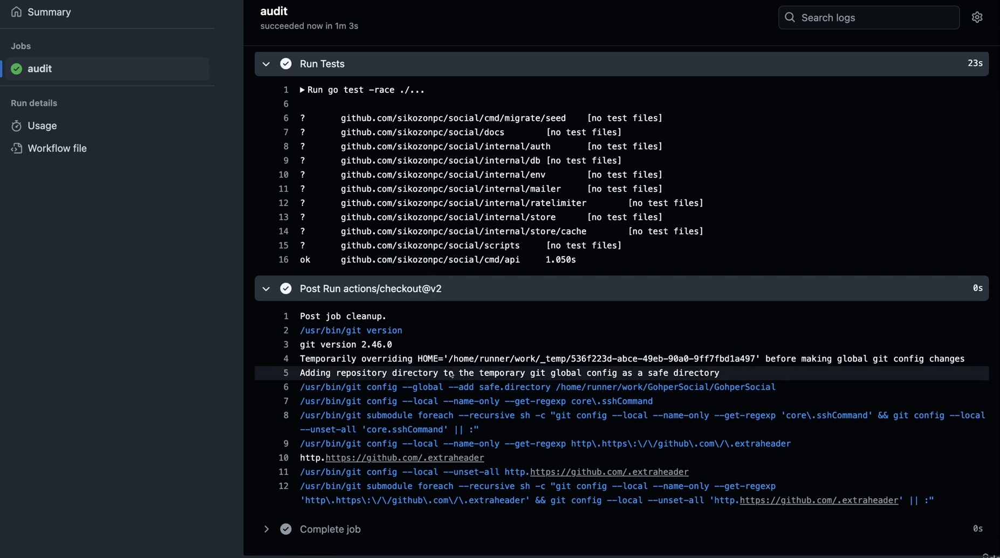 Summary
Jobs
audit
Run details
Usage
Workflow file
audit
succeeded now in 1m 3s
Search logs
Run Tests 23s
1 ▶ Run go test -race ./...
6
6 ? github.com/sikozonpc/social/cmd/migrate/seed [no test files]
7 ? github.com/sikozonpc/social/docs [no test files]
8 ? github.com/sikozonpc/social/internal/auth [no test files]
9 ? github.com/sikozonpc/social/internal/db [no test files]
10 ? github.com/sikozonpc/social/internal/env [no test files]
11 ? github.com/sikozonpc/social/internal/mailer [no test files]
12 ? github.com/sikozonpc/social/internal/ratelimiter [no test files]
13 ? github.com/sikozonpc/social/internal/store [no test files]
14 ? github.com/sikozonpc/social/internal/store/cache [no test files]
15 ? github.com/sikozonpc/social/scripts [no test files]
16 ok github.com/sikozonpc/social/cmd/api 1.050s
Post Run actions/checkout@v2 0s
1 Post job cleanup.
2 /usr/bin/git version
3 git version 2.46.0
4 Temporarily overriding HOME='/home/runner/work/_temp/536f223d-abce-49eb-90a0-9ff7fbd1a497' before making global git config changes
5 Adding repository directory to the temporary git global config as a safe directory
6 /usr/bin/git config --global --add safe.directory /home/runner/work/GohperSocial/GohperSocial
7 /usr/bin/git config --local --name-only --get-regexp core\.sshCommand
8 /usr/bin/git submodule foreach --recursive sh -c "git config --local --name-only --get-regexp 'core\.sshCommand' && git config --local
--unset-all 'core.sshCommand' || :"
9 /usr/bin/git config --local --name-only --get-regexp http\.https\:\/\/github\.com\/\.extraheader
10 http.https://github.com/.extraheader
11 /usr/bin/git config --local --unset-all http.https://github.com/.extraheader
12 /usr/bin/git submodule foreach --recursive sh -c "git config --local --name-only --get-regexp
'http\.https\:\/\/github\.com\/\.extraheader' && git config --local --unset-all 'http.https://github.com/.extraheader' || :"
Complete job 0s